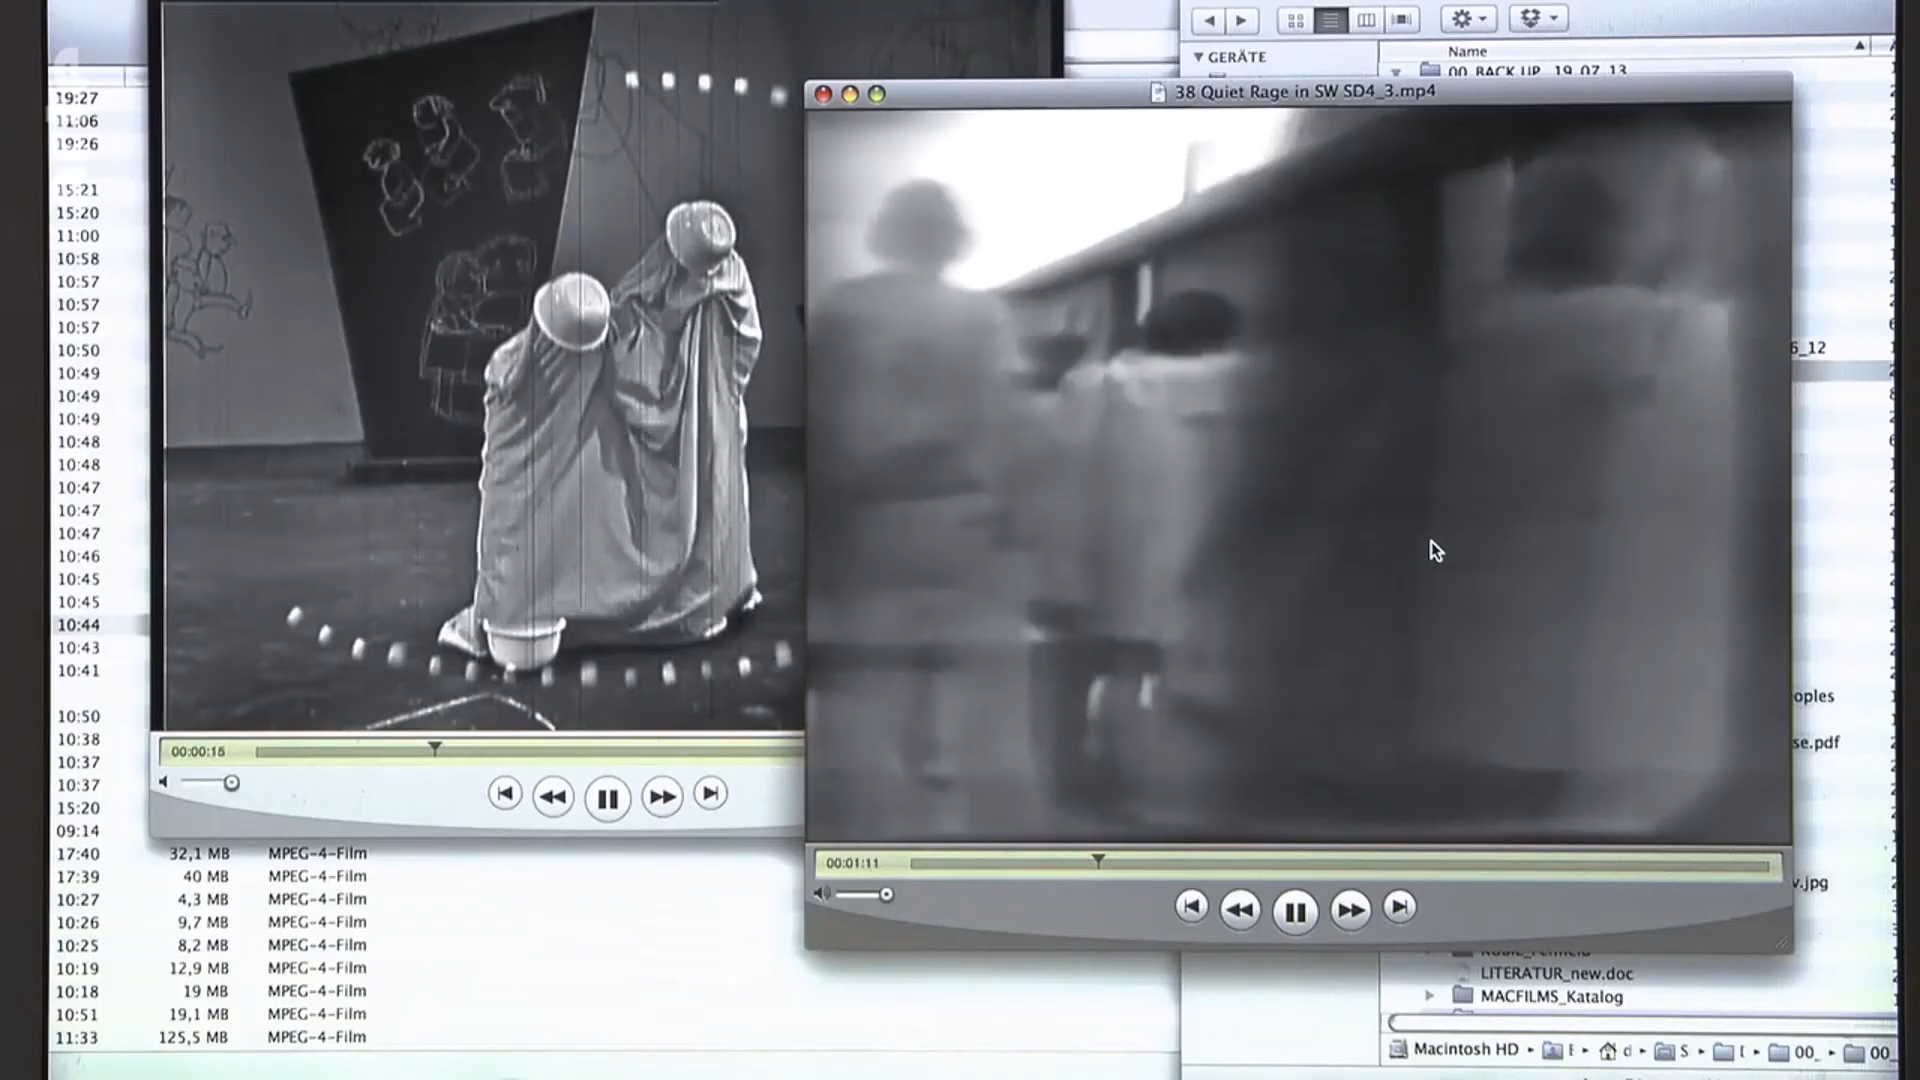 19:27
11:06
19:26
15:21
15:20
11:00
10:58
10:57
10:57
10:57
10:50
10:49
10:49
10:49
10:48
10:48
10:47
10:47
10:47
10:46
10:45
10:45
10:44
10:43
10:41
10:50
10:38
10:37
10:37
15:20
09:14
17:40 32,1 MB MPEG-4-Film
17:39 40 MB MPEG-4-Film
10:27 4,3 MB MPEG-4-Film
10:26 9,7 MB MPEG-4-Film
10:25 8,2 MB MPEG-4-Film
10:19 12,9 MB MPEG-4-Film
10:18 19 MB MPEG-4-Film
10:51 19,1 MB MPEG-4-Film
11:33 125,5 MB MPEG-4-Film
00:00:15
GERÄTE
Name
00 BACK UP 19 07 13
38 Quiet Rage in SW SD4_3.mp4
6_12
oples
se.pdf
v.jpg
00:01:11
LITERATUR_new.doc
MACFILMS_Katalog
Macintosh HD d S 00_ 00_